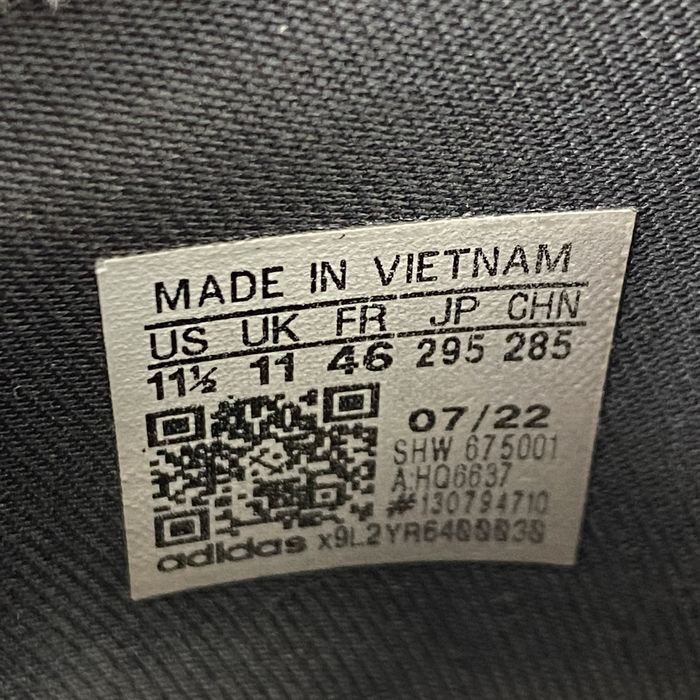 MADE IN VIETNAM
US UK FR JP CHN
11½ 11 46 295 285
07/22
SHW 675001
A:HQ6637
#130794710
adidas